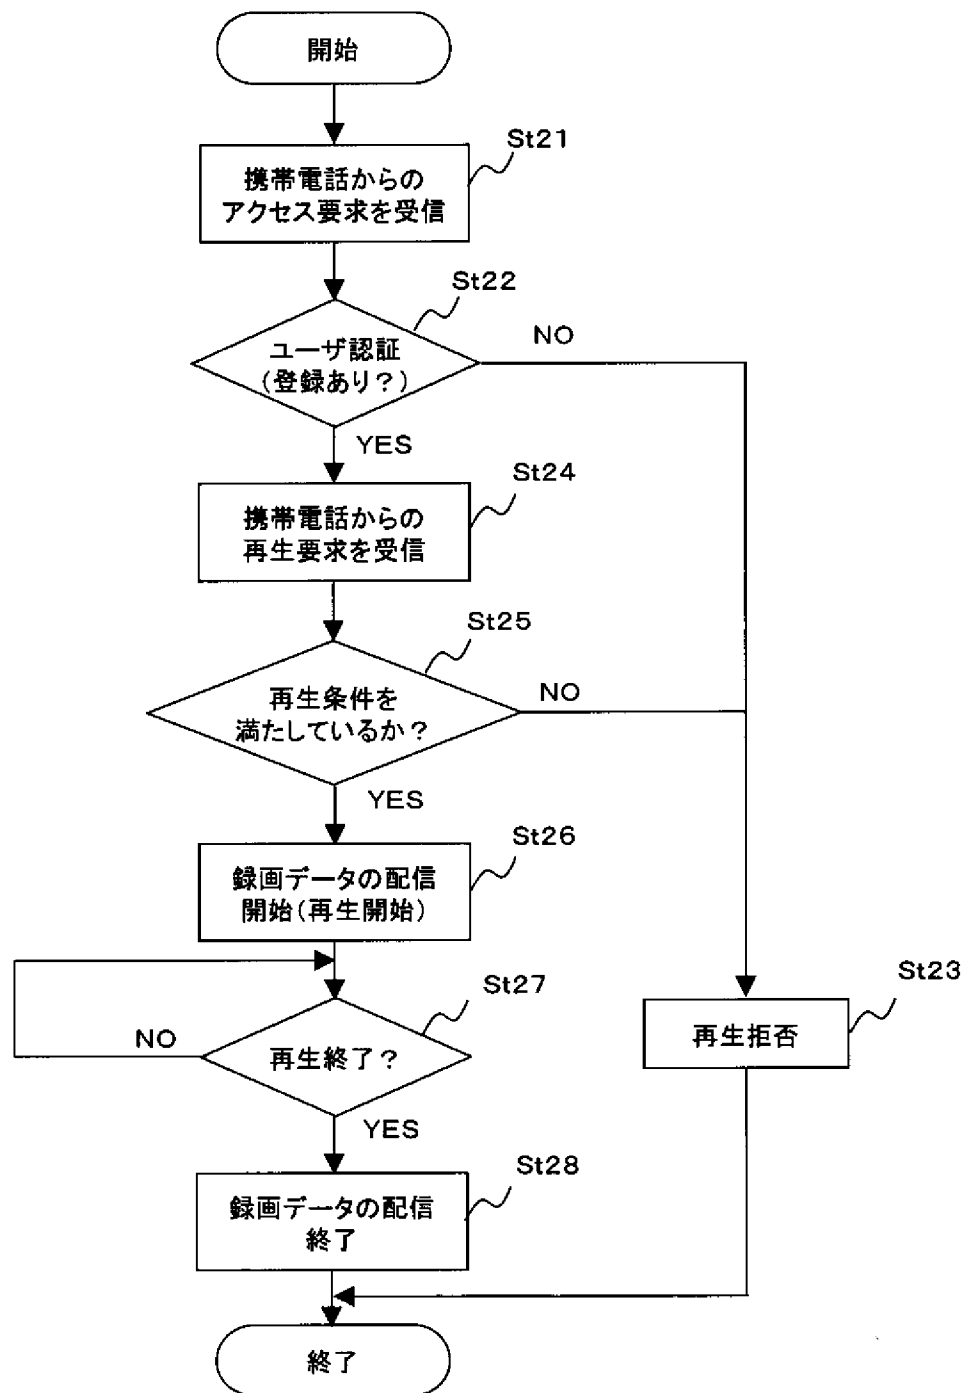 開始
St21
携帯電話からの
アクセス要求を受信
St22
ユーザ認証
(登録あり?)
NO
YES
St24
携帯電話からの
再生要求を受信
St25
再生条件を
満たしているか?
NO
YES
St26
録画データの配信
開始(再生開始)
St27
再生終了?
NO
YES
St23
再生拒否
St28
録画データの配信
終了
終了